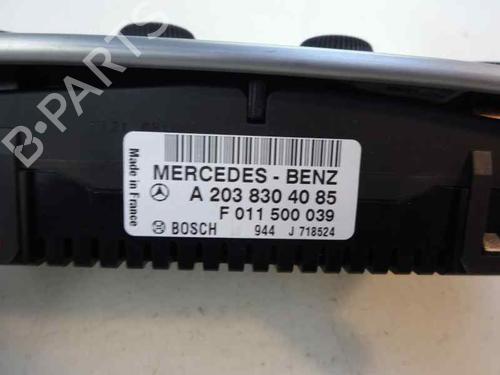 MERCEDES - BENZ
A 203 830 40 85
F 011 500 039
BOSCH 944 J 718524
Made in France
B-PARTS